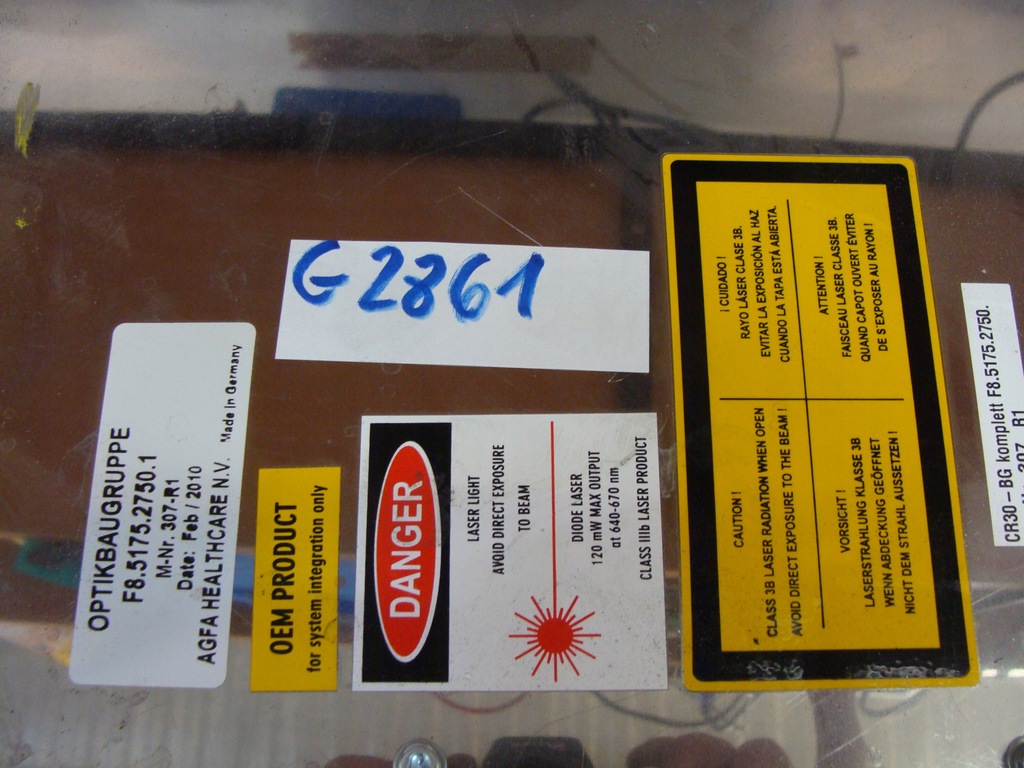 G2861
OPTIKBAUGRUPPE
F8.5175.2750.1
M-Nr. 307-R1
Date: Feb / 2010
AGFA HEALTHCARE N.V. Made in Germany
OEM PRODUCT
for system integration only
DANGER
LASER LIGHT
AVOID DIRECT EXPOSURE
TO BEAM
DIODE LASER
120 mW MAX OUTPUT
at 640-670 nm
CLASS IIIb LASER PRODUCT
CAUTION !
CLASS 3B LASER RADIATION WHEN OPEN
AVOID DIRECT EXPOSURE TO THE BEAM !
VORSICHT !
LASERSTRAHLUNG KLASSE 3B
WENN ABDECKUNG GEÖFFNET
NICHT DEM STRAHL AUSSETZEN !
¡ CUIDADO !
RAYO LÁSER CLASE 3B.
EVITAR LA EXPOSICIÓN AL HAZ
CUANDO LA TAPA ESTÁ ABIERTA.
ATTENTION !
FAISCEAU LASER CLASSE 3B.
QUAND CAPOT OUVERT ÉVITER
DE S'EXPOSER AU RAYON !
CR30 - BG komplett F8.5175.2750.
307 R1